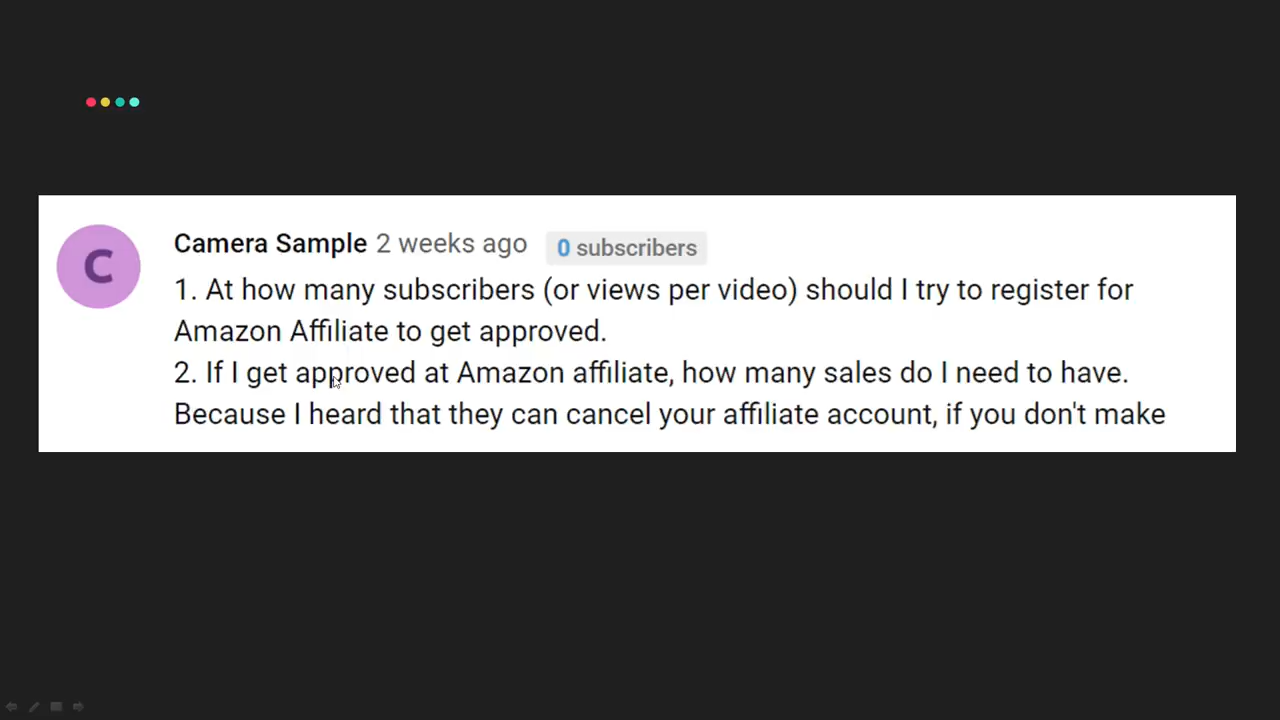 C
Camera Sample 2 weeks ago 0 subscribers
1. At how many subscribers (or views per video) should I try to register for
Amazon Affiliate to get approved.
2. If I get approved at Amazon affiliate, how many sales do I need to have.
Because I heard that they can cancel your affiliate account, if you don't make